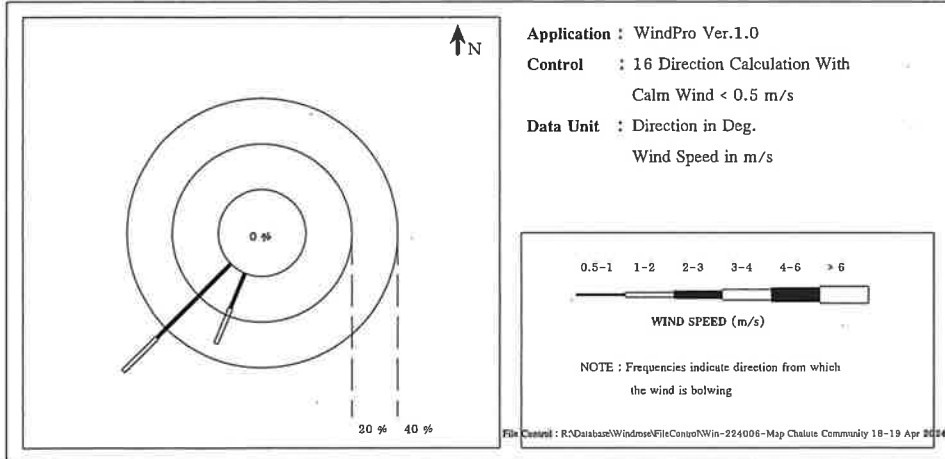 N
0 %
20 % 40 %
Application : WindPro Ver.1.0
Control : 16 Direction Calculation With
Calm Wind < 0.5 m/s
Data Unit : Direction in Deg.
Wind Speed in m/s
0.5-1 1-2 2-3 3-4 4-6 > 6
WIND SPEED (m/s)
NOTE : Frequencies indicate direction from which
the wind is bolwing
File Control : R:\Database\Windrose\FileControl\Win-224006-Map Chalute Community 18-19 Apr 2024